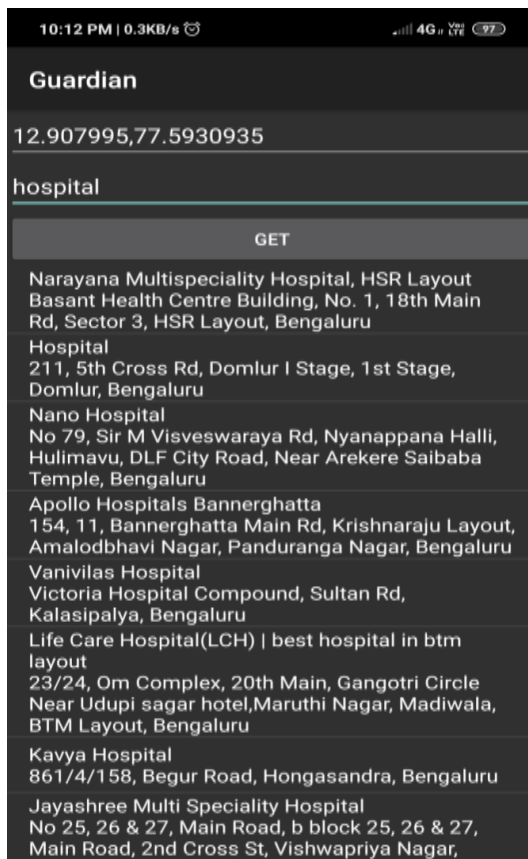 10:12 PM | 0.3KB/s
4G Vo) LTE 97
Guardian
12.907995,77.5930935
hospital
GET
Narayana Multispeciality Hospital, HSR Layout
Basant Health Centre Building, No. 1, 18th Main
Rd, Sector 3, HSR Layout, Bengaluru
Hospital
211, 5th Cross Rd, Domlur I Stage, 1st Stage,
Domlur, Bengaluru
Nano Hospital
No 79, Sir M Visveswaraya Rd, Nyanappana Halli,
Hulimavu, DLF City Road, Near Arekere Saibaba
Temple, Bengaluru
Apollo Hospitals Bannerghatta
154, 11, Bannerghatta Main Rd, Krishnaraju Layout,
Amalodbhavi Nagar, Panduranga Nagar, Bengaluru
Vanivilas Hospital
Victoria Hospital Compound, Sultan Rd,
Kalasipalya, Bengaluru
Life Care Hospital(LCH) | best hospital in btm
layout
23/24, Om Complex, 20th Main, Gangotri Circle
Near Udupi sagar hotel,Maruthi Nagar, Madiwala,
BTM Layout, Bengaluru
Kavya Hospital
861/4/158, Begur Road, Hongasandra, Bengaluru
Jayashree Multi Speciality Hospital
No 25, 26 & 27, Main Road, b block 25, 26 & 27,
Main Road, 2nd Cross St, Vishwapriya Nagar,